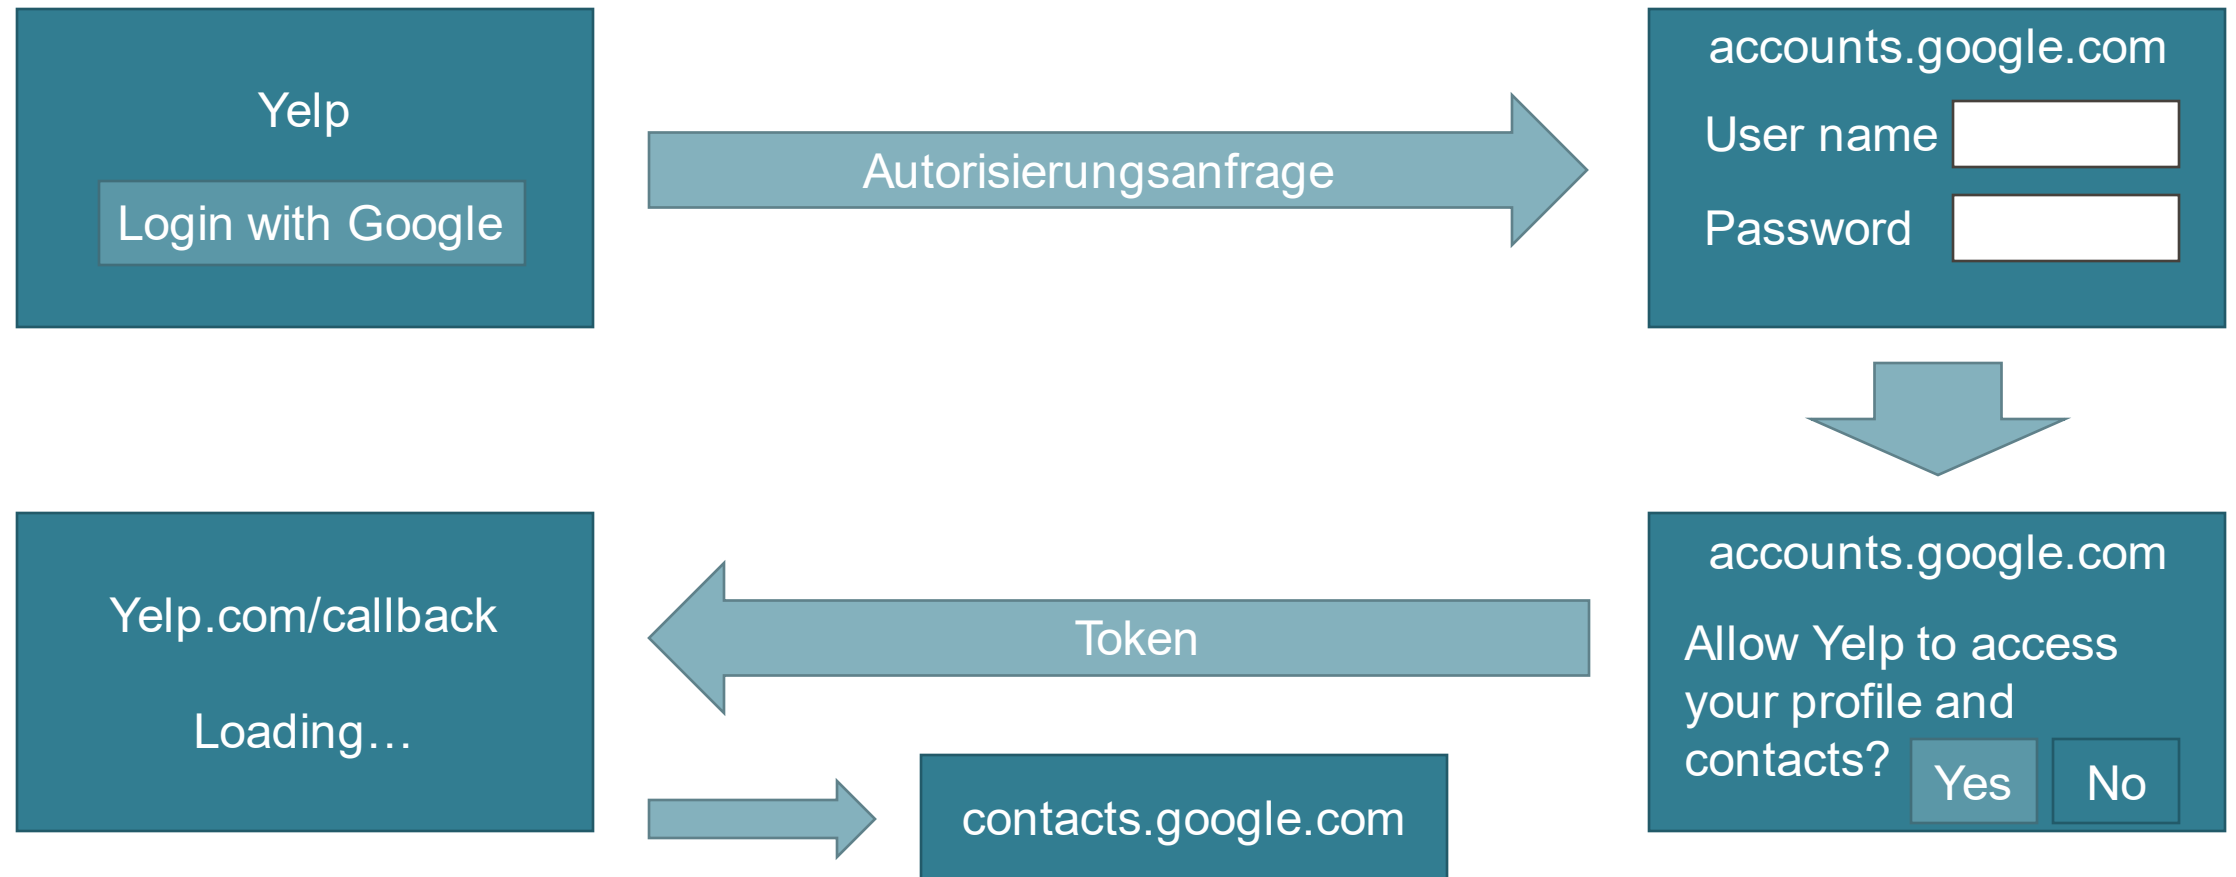 Yelp
Login with Google
Autorisierungsanfrage
accounts.google.com
User name
Password
accounts.google.com
Allow Yelp to access
your profile and
contacts?
Yes
No
Token
Yelp.com/callback
Loading…
contacts.google.com